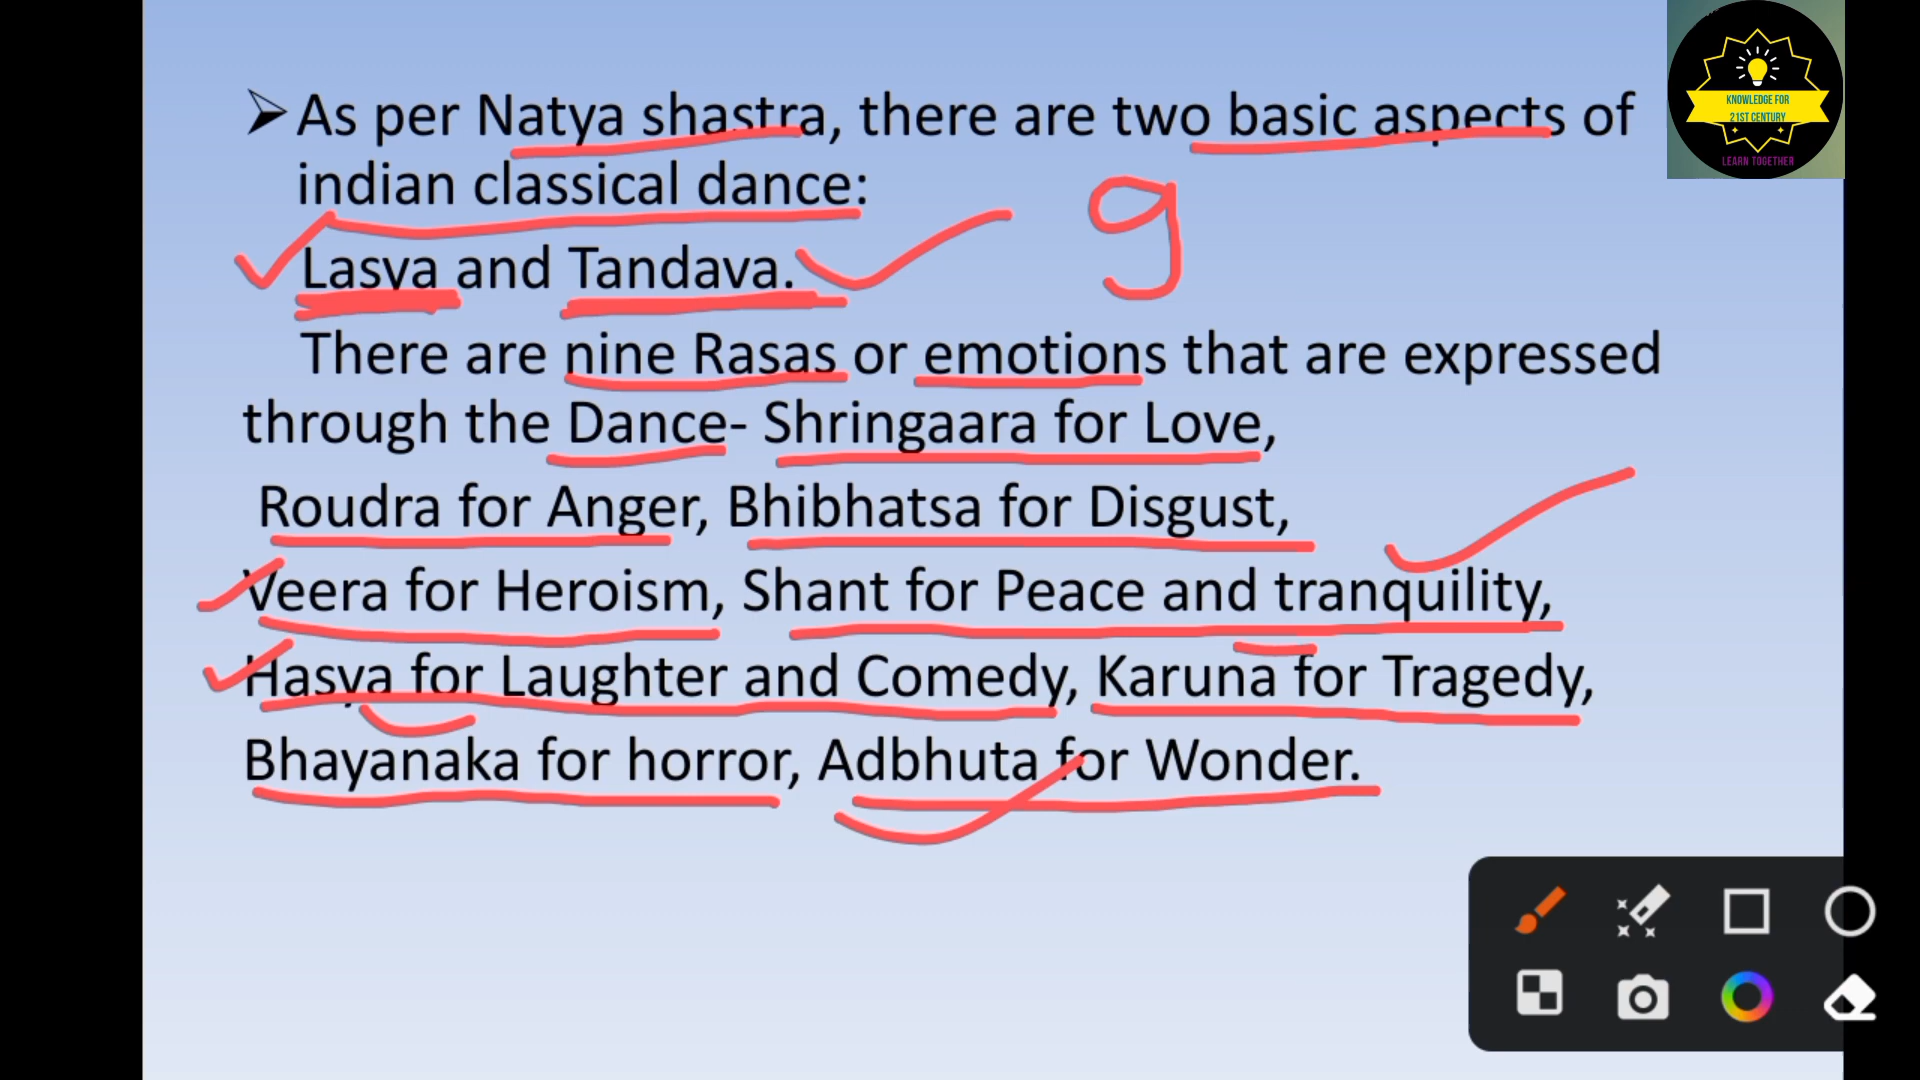 ➢As per Natya shastra, there are two basic aspects of
indian classical dance:
Lasya and Tandava.
9
There are nine Rasas or emotions that are expressed
through the Dance- Shringaara for Love,
Roudra for Anger, Bhibhatsa for Disgust,
Veera for Heroism, Shant for Peace and tranquility,
Hasya for Laughter and Comedy, Karuna for Tragedy,
Bhayanaka for horror, Adbhuta for Wonder.
KNOWLEDGE FOR
21ST CENTURY
LEARN TOGETHER